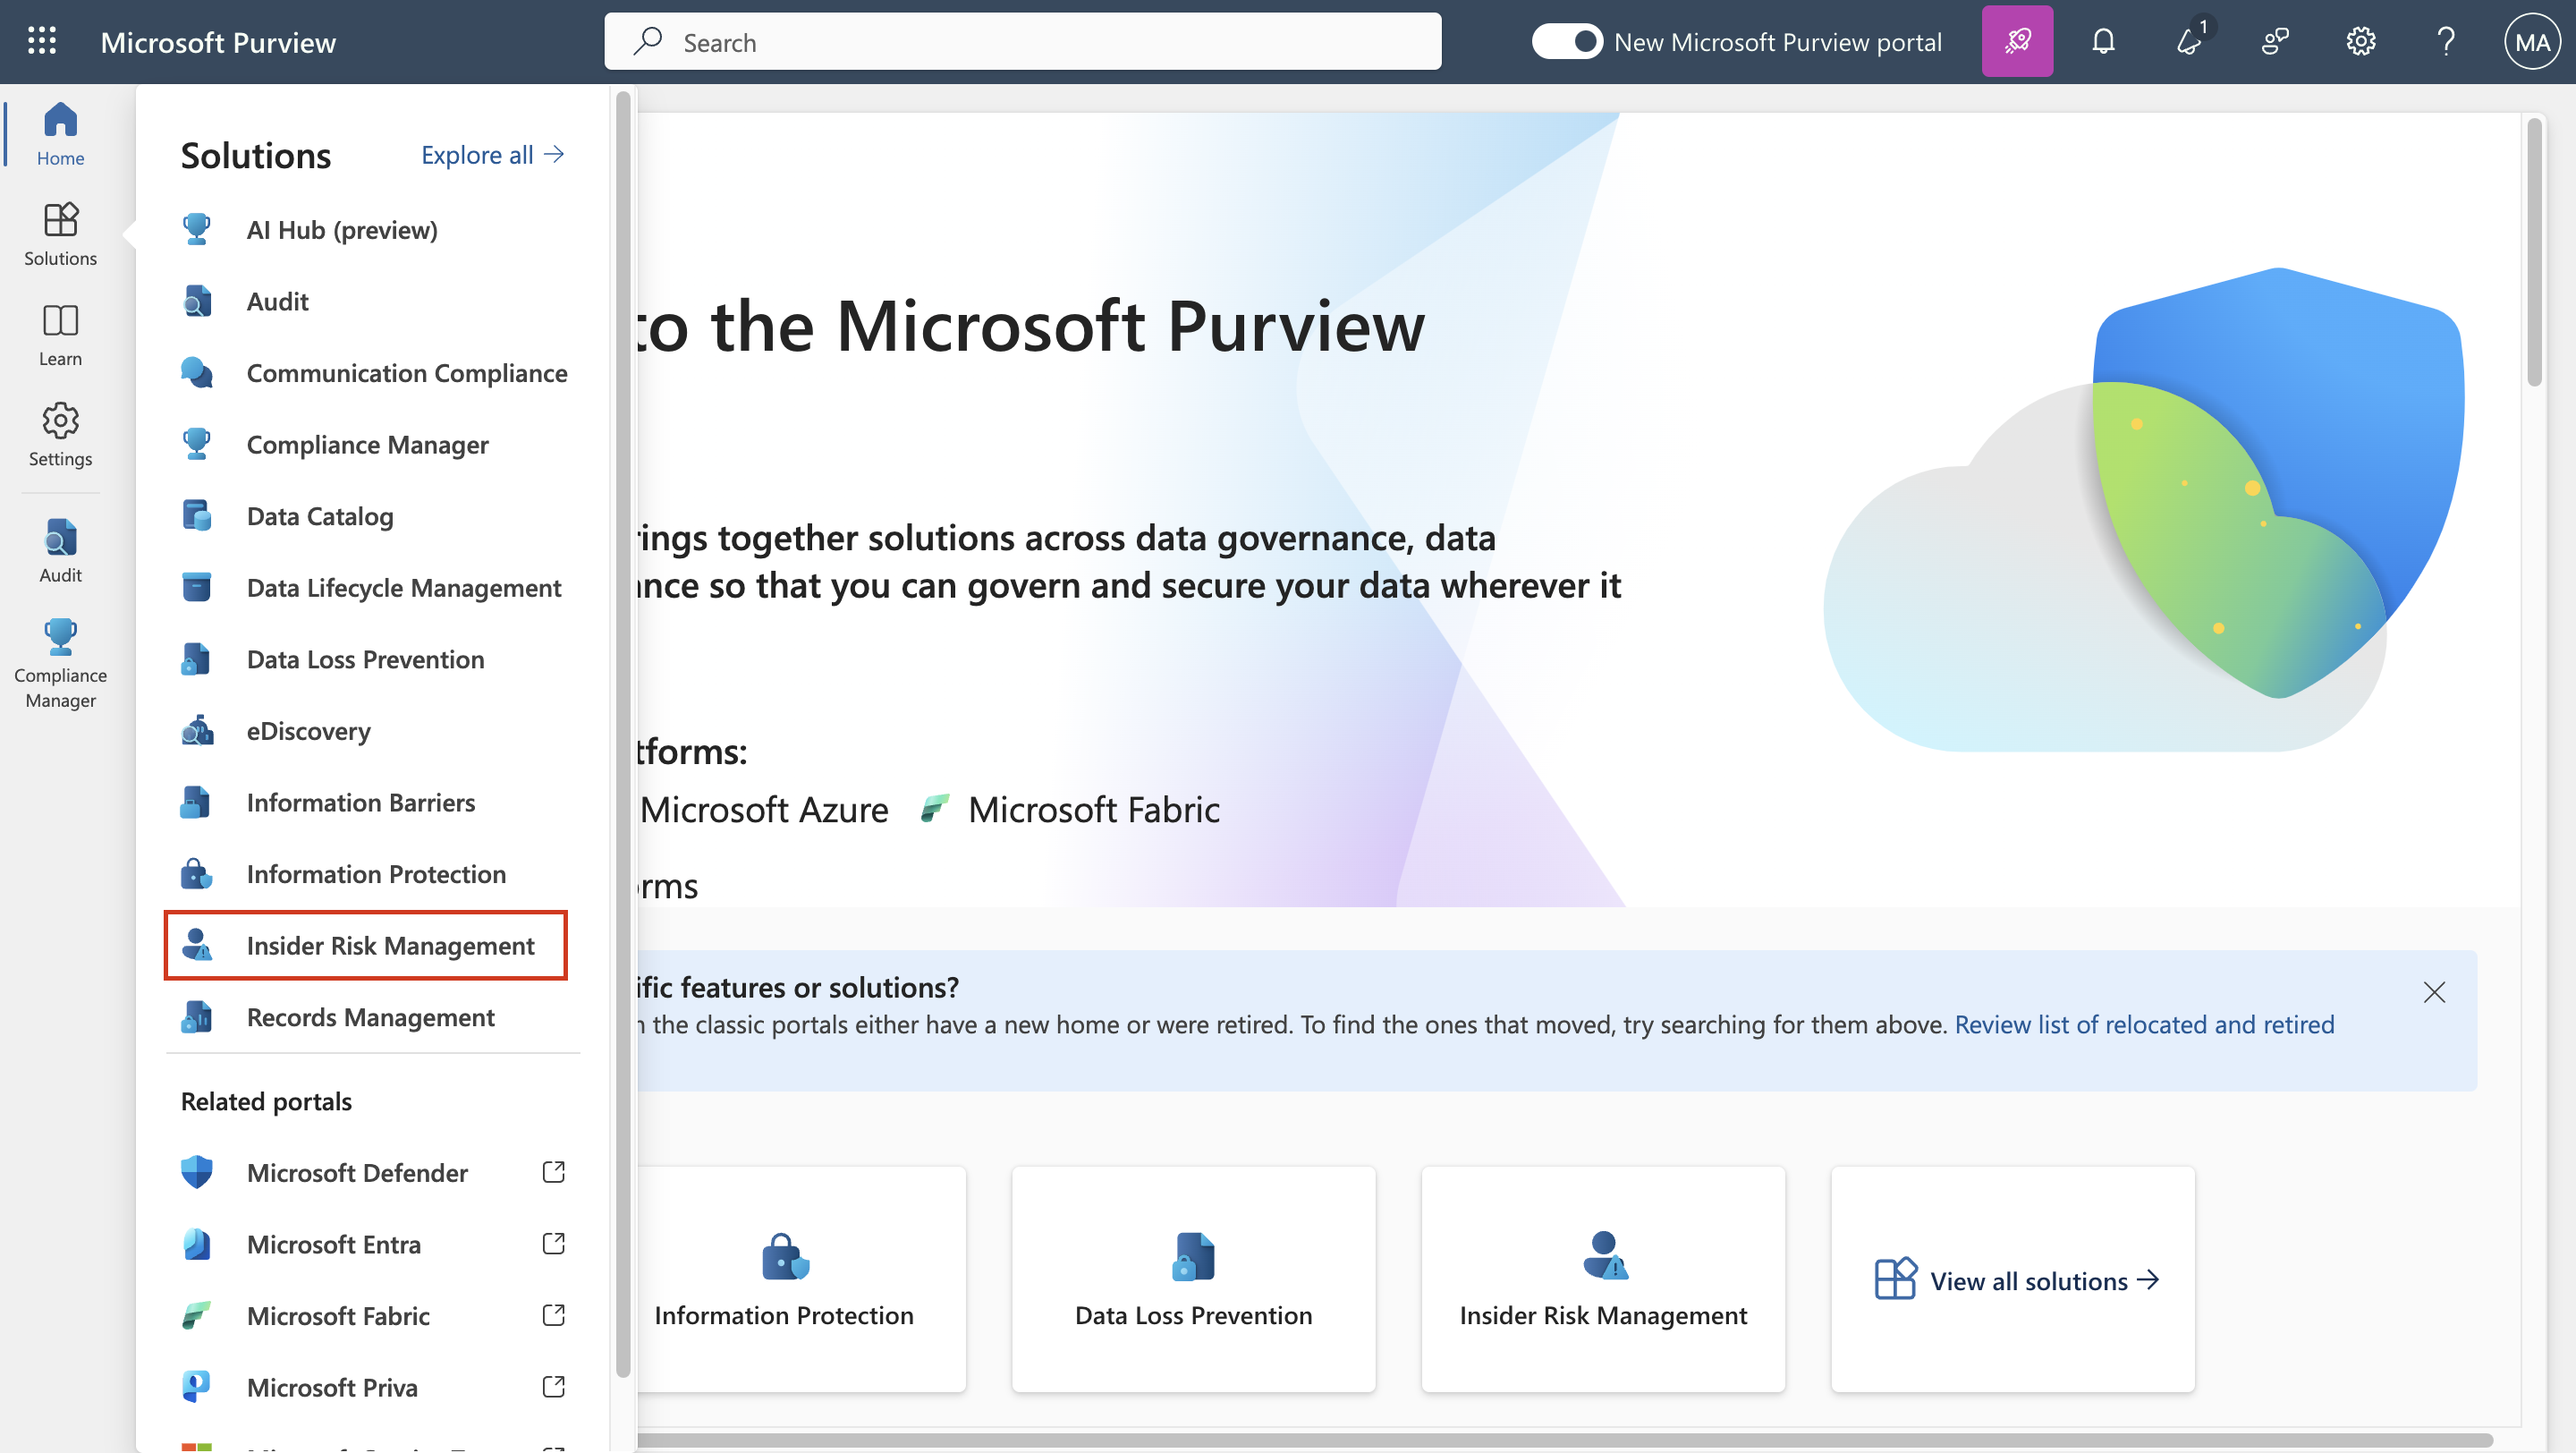 Microsoft Purview
Search
New Microsoft Purview portal
1
MA
Home
Solutions
Learn
Settings
Audit
Compliance
Manager
Solutions
Explore all
AI Hub (preview)
Audit
Communication Compliance
Compliance Manager
Data Catalog
Data Lifecycle Management
Data Loss Prevention
eDiscovery
Information Barriers
Information Protection
Insider Risk Management
Records Management
Related portals
Microsoft Defender
Microsoft Entra
Microsoft Fabric
Microsoft Priva
to the Microsoft Purview
rings together solutions across data governance, data
ance so that you can govern and secure your data wherever it
tforms:
Microsoft Azure
Microsoft Fabric
orms
ific features or solutions?
the classic portals either have a new home or were retired. To find the ones that moved, try searching for them above. Review list of relocated and retired
Information Protection
Data Loss Prevention
Insider Risk Management
View all solutions